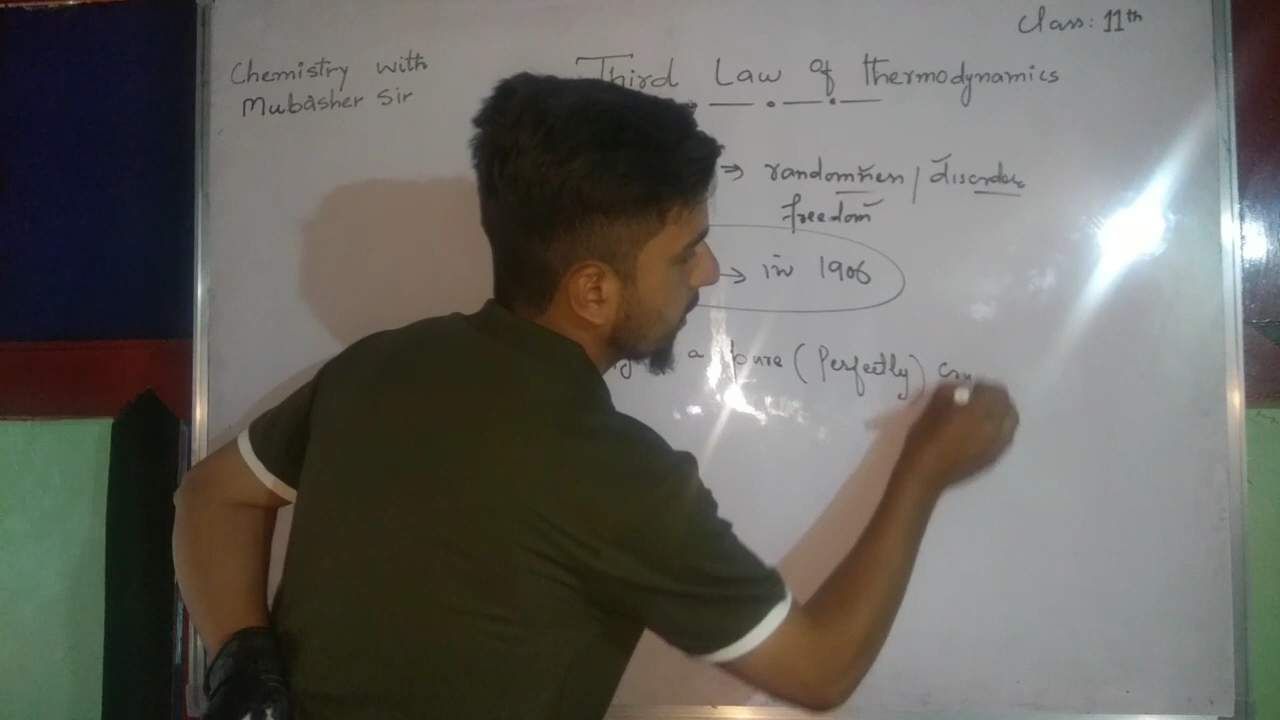 Class: 11th
Chemistry with
Mubasher Sir
Third Law of thermodynamics
⇒ randomness / disorder
freedom
→ in 1906
a pure (Perfectly)